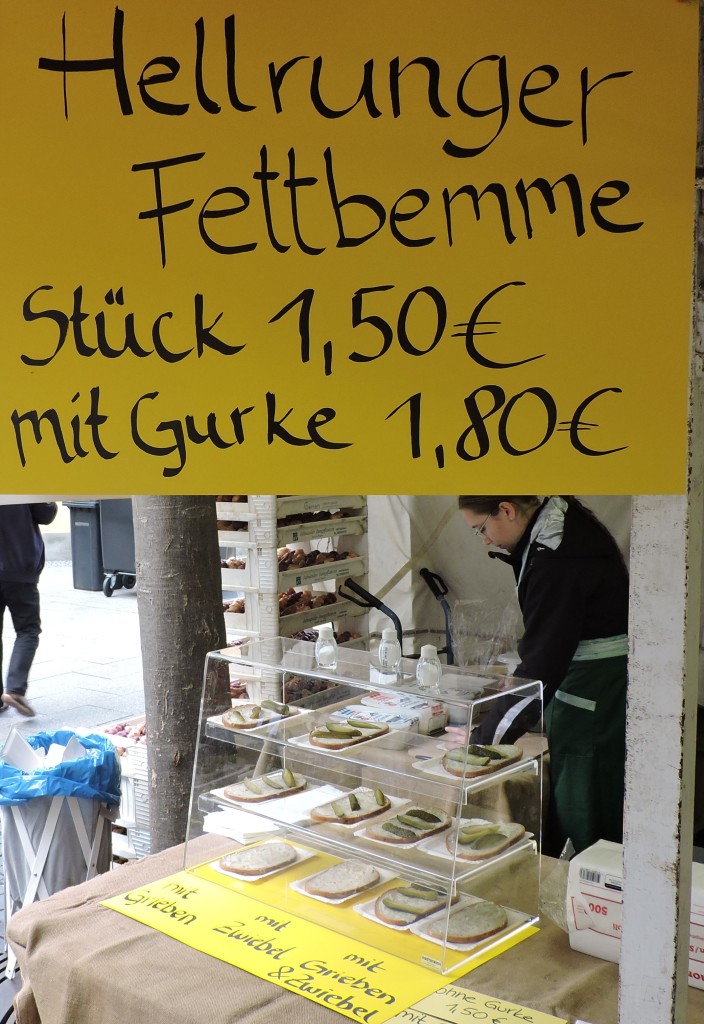 Hellrunger
Fettbemme
Stück 1,50€
mit Gurke 1,80€
mit
Grieben
mit
Zwiebel
mit
Grieben
&Zwiebel
ohne Gurke
1,50€
mit
500